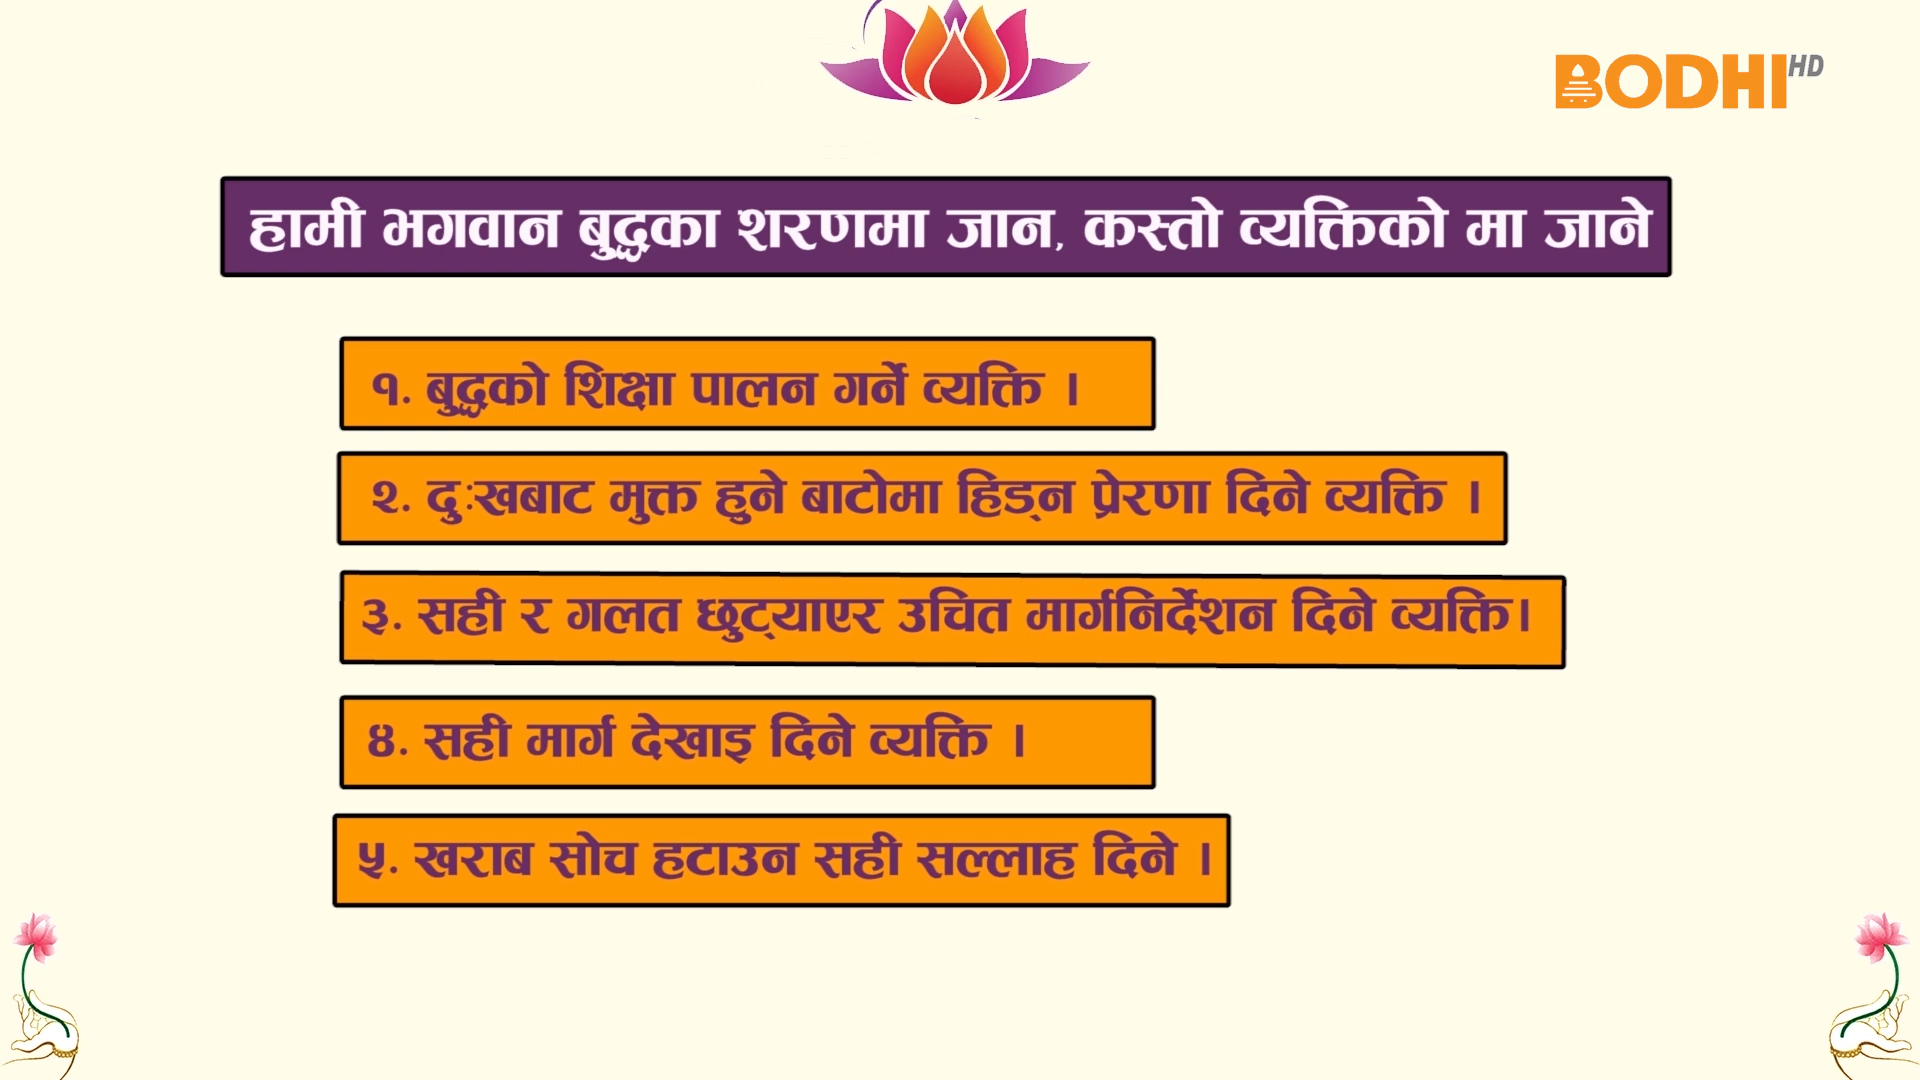 BODHI HD
हामी भगवान बुद्धका शरणमा जान, कस्तो व्यक्तिको मा जाने
१. बुद्धको शिक्षा पालन गर्ने व्यक्ति ।
२. दुःखबाट मुक्त हुने बाटोमा हिड्न प्रेरणा दिने व्यक्ति ।
३. सही र गलत छुट्याएर उचित मार्गनिर्देशन दिने व्यक्ति।
४. सही मार्ग देखाइ दिने व्यक्ति ।
५. खराब सोच हटाउन सही सल्लाह दिने ।